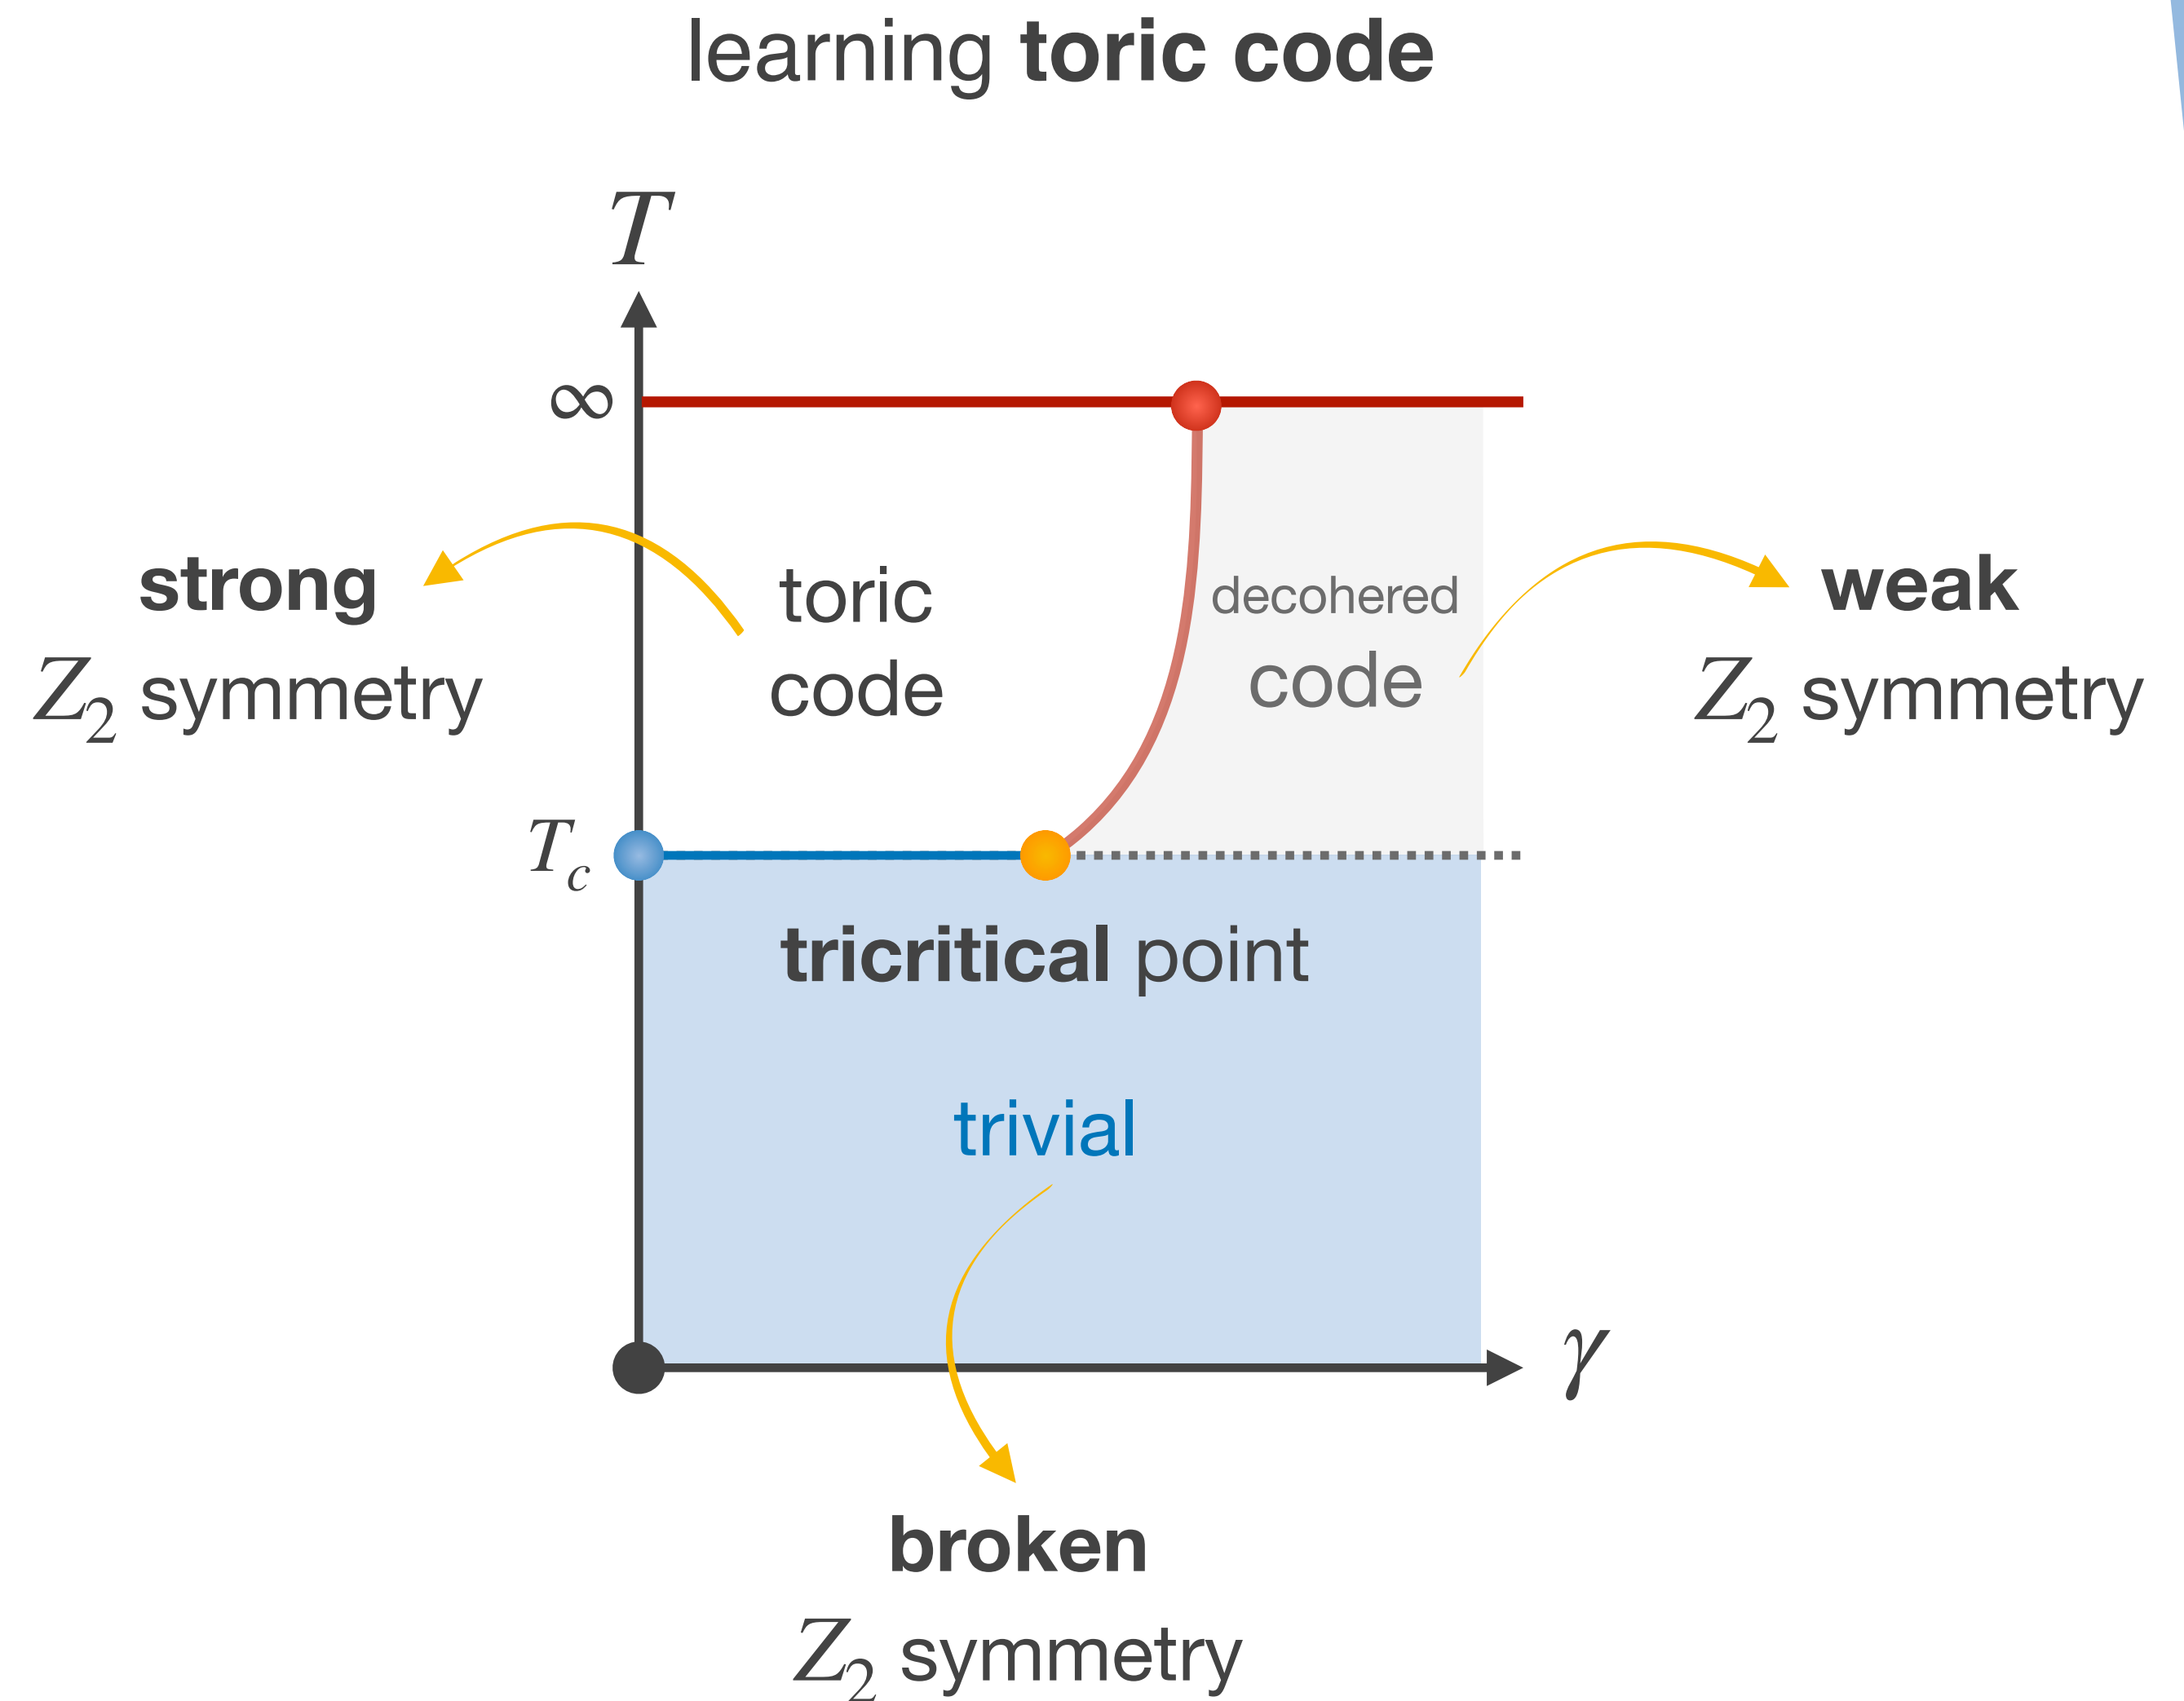 learning toric code
T
∞
strong
Z₂ symmetry
toric
code
decohered
code
weak
Z₂ symmetry
T_c
tricritical point
trivial
γ
broken
Z₂ symmetry